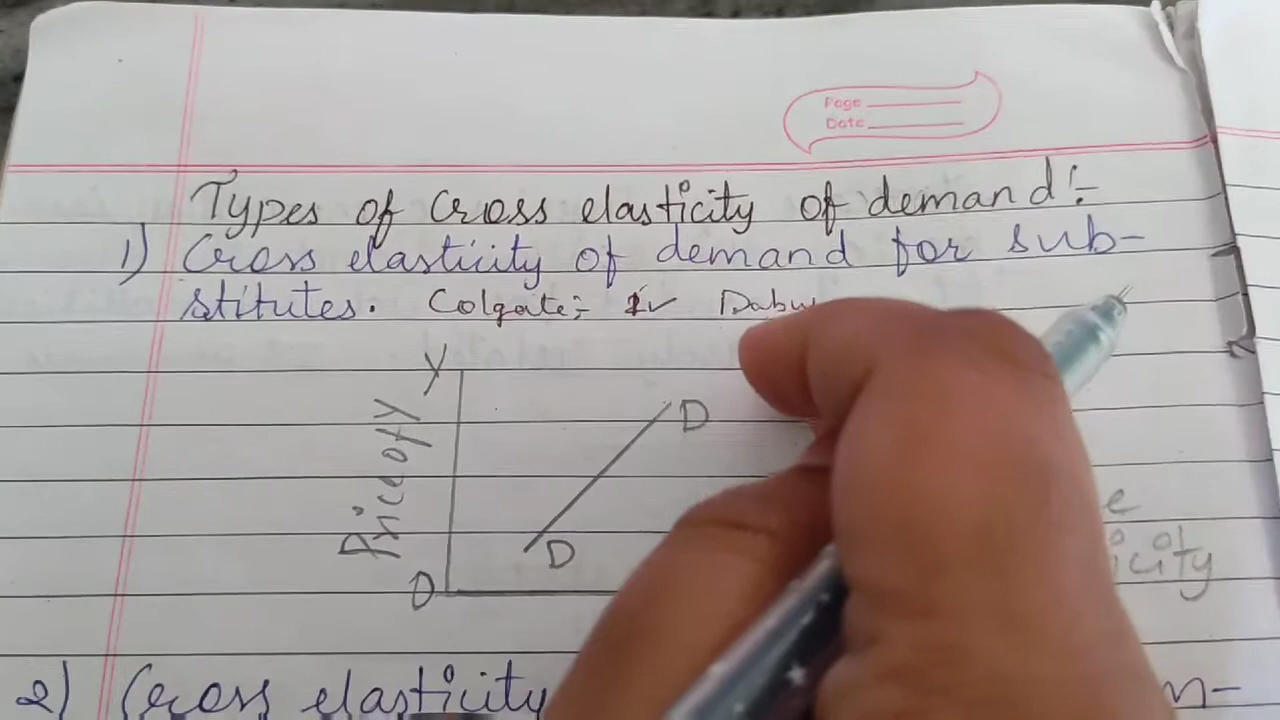 Page
Date
Types of Cross elasticity of demand :-
1) Cross elasticity of demand for sub-
stitutes. Colgate;
Y
Price of y
D
D
O
e
icity
2) Cross elasticity